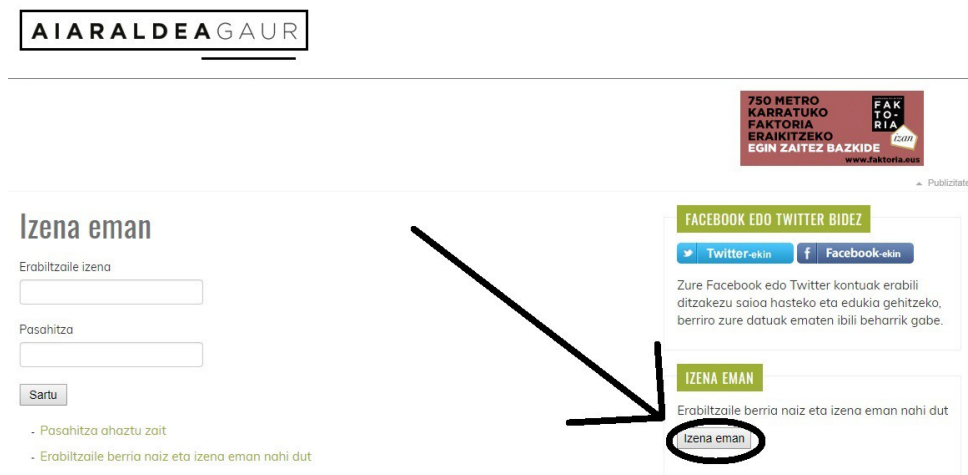 AIARALDEAGAUR
750 METRO
KARRATUKO
FAKTORIA
ERAIKITZEKO
EGIN ZAITEZ BAZKIDE
FAK
TO-
RIA
izan
www.faktoria.eus
Publizitate
Izena eman
Erabiltzaile izena
Pasahitza
Sartu
- Pasahitza ahaztu zait
- Erabiltzaile berria naiz eta izena eman nahi dut
FACEBOOK EDO TWITTER BIDEZ
Twitter-ekin
f Facebook-ekin
Zure Facebook edo Twitter kontuak erabili
ditzakezu saioa hasteko eta edukia gehitzeko,
berriro zure datuak ematen ibili beharrik gabe.
IZENA EMAN
Erabiltzaile berria naiz eta izena eman nahi dut
Izena eman